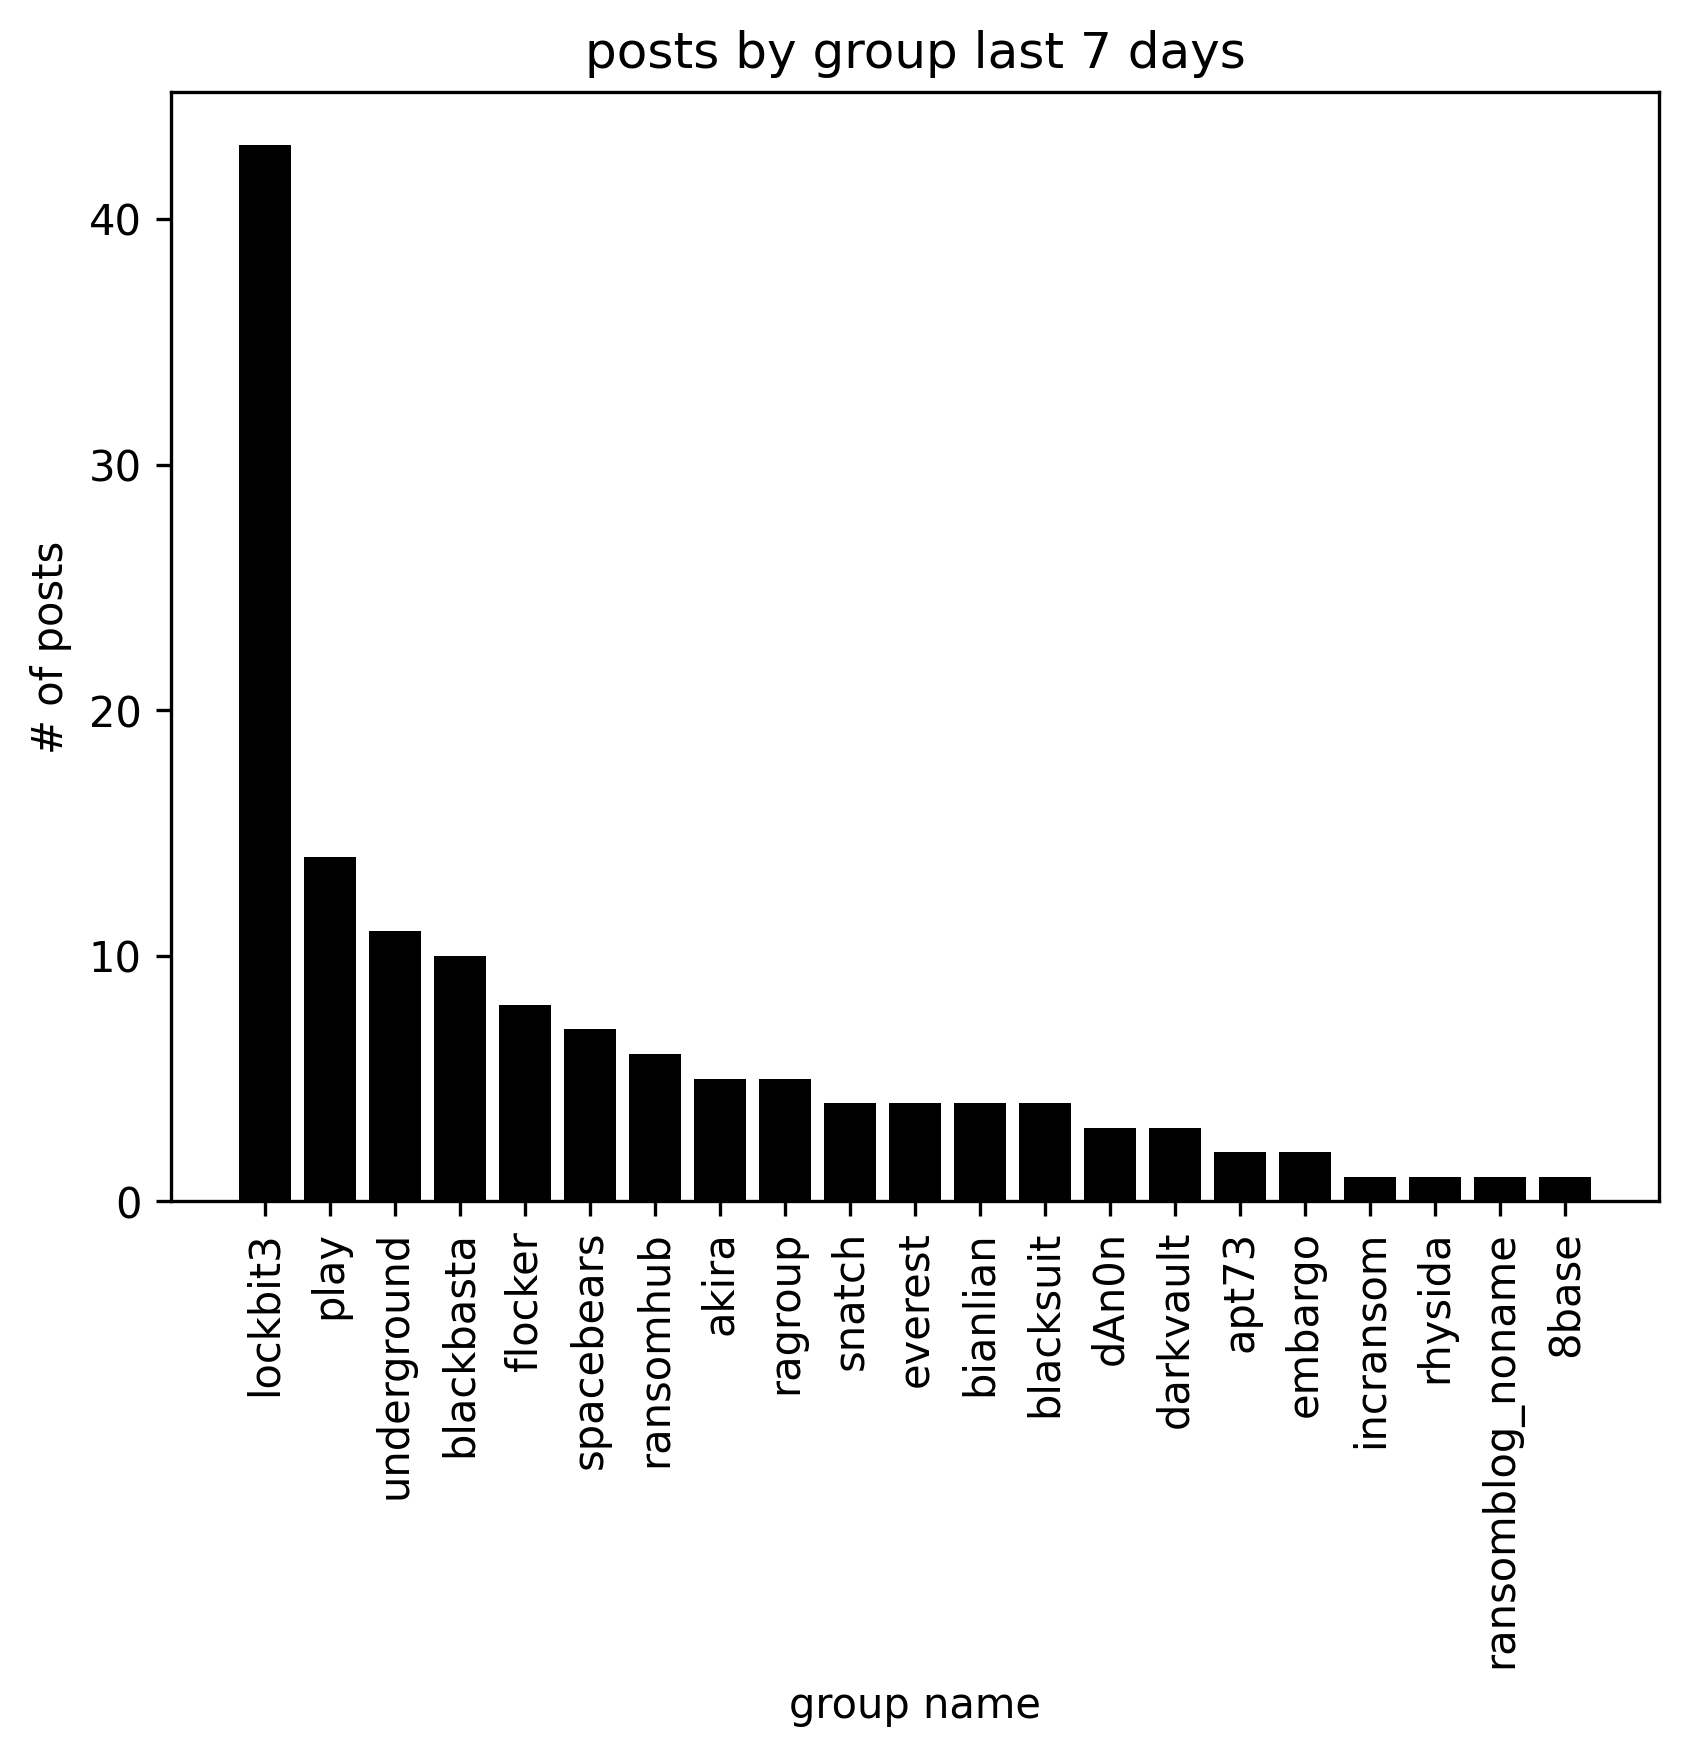 posts by group last 7 days
# of posts
40
30
20
10
0
lockbit3
play
underground
blackbasta
flocker
spacebears
ransomhub
akira
ragroup
snatch
everest
bianlian
blacksuit
dAn0n
darkvault
apt73
embargo
incransom
rhysida
ransomblog_noname
8base
group name